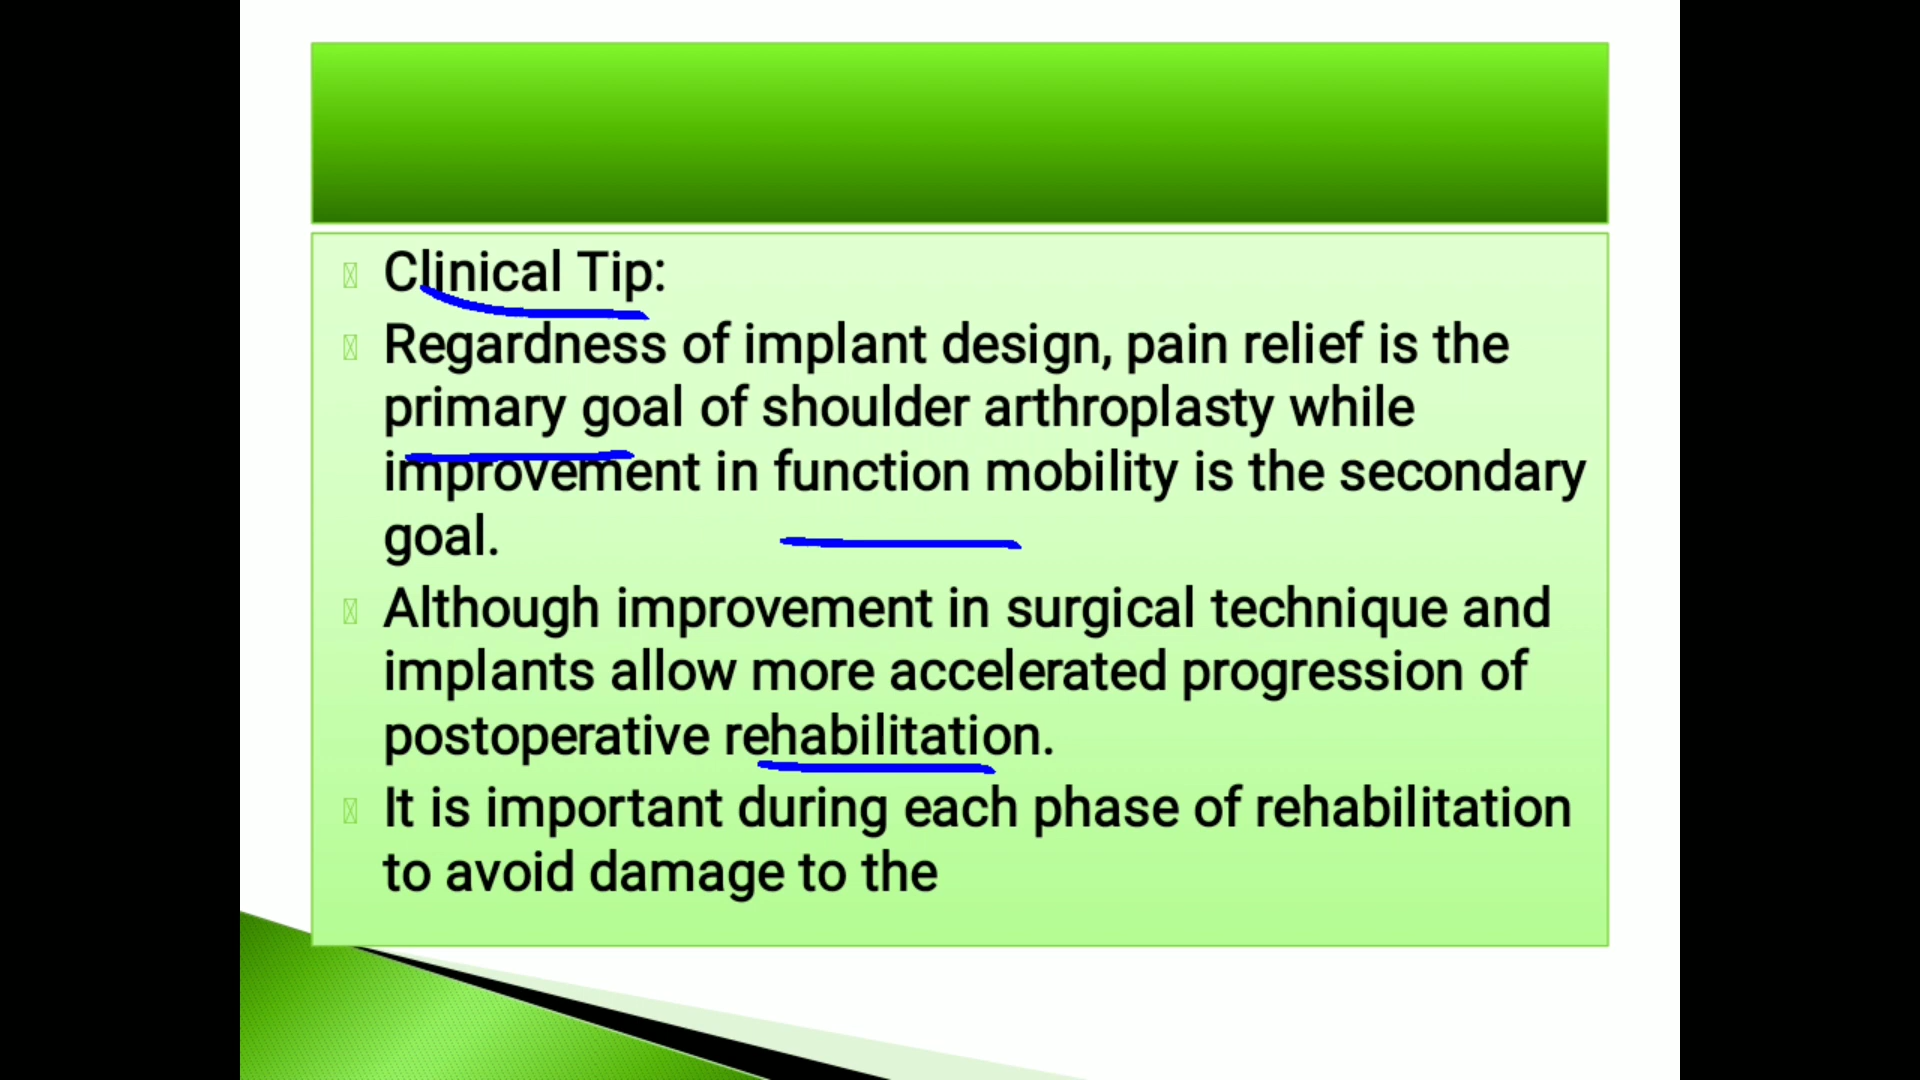 Clinical Tip:
Regardness of implant design, pain relief is the
primary goal of shoulder arthroplasty while
improvement in function mobility is the secondary
goal.
Although improvement in surgical technique and
implants allow more accelerated progression of
postoperative rehabilitation.
It is important during each phase of rehabilitation
to avoid damage to the